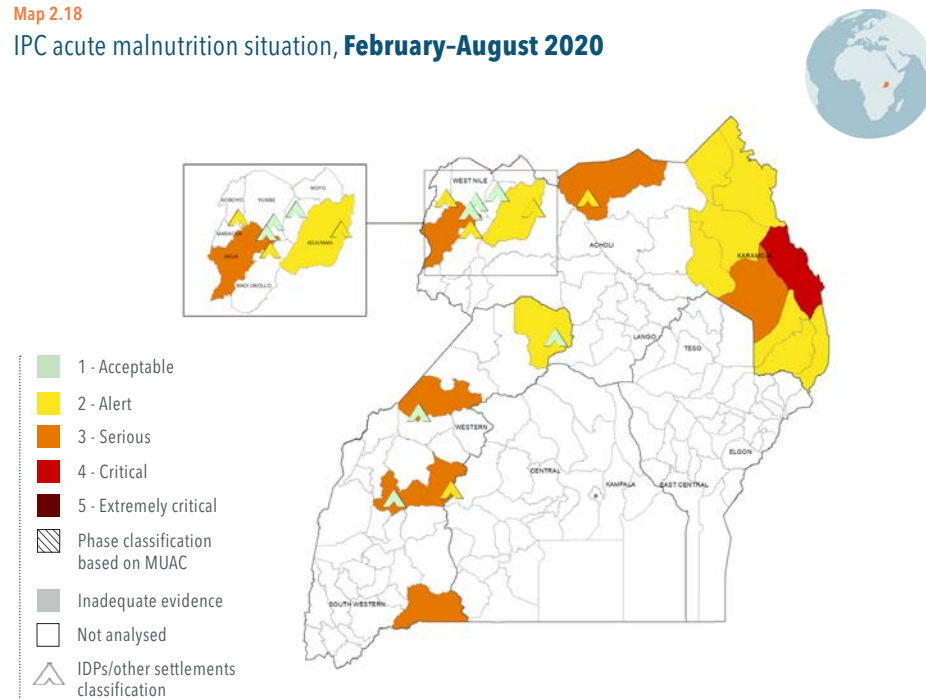 Map 2.18
IPC acute malnutrition situation, February–August 2020
WEST NILE
KOBOKO
YUMBE
MOYO
MARACHA
ADJUMANI
ARUA
MADI OKOLLO
ACHOLI
KARAMOJA
LANGO
TESO
WESTERN
ELGON
CENTRAL
KAMPALA
EAST CENTRAL
SOUTH WESTERN
1 - Acceptable
2 - Alert
3 - Serious
4 - Critical
5 - Extremely critical
Phase classification
based on MUAC
Inadequate evidence
Not analysed
IDPs/other settlements
classification